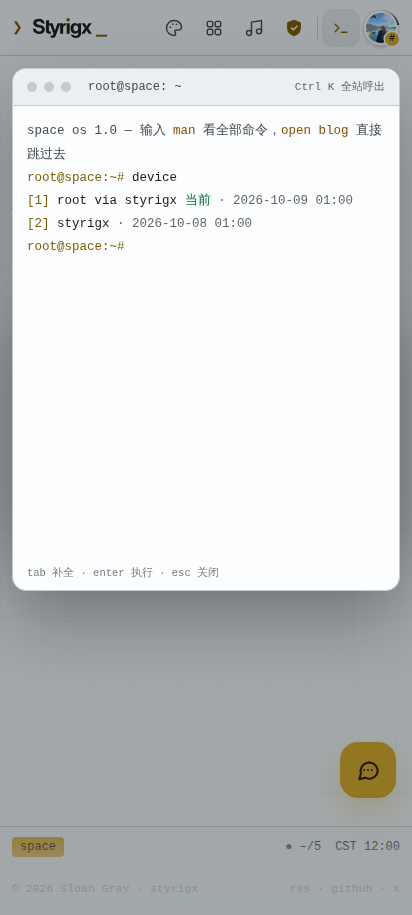 ❯ Styrigx _
#
root@space: ~ Ctrl K 全站呼出
space os 1.0 — 输入 man 看全部命令，open blog 直接
跳过去
root@space:~# device
[1] root via styrigx 当前 · 2026-10-09 01:00
[2] styrigx · 2026-10-08 01:00
root@space:~#
tab 补全 · enter 执行 · esc 关闭
space ● −/5 CST 12:00
© 2026 Sloan Gray · styrigx rss · github · x